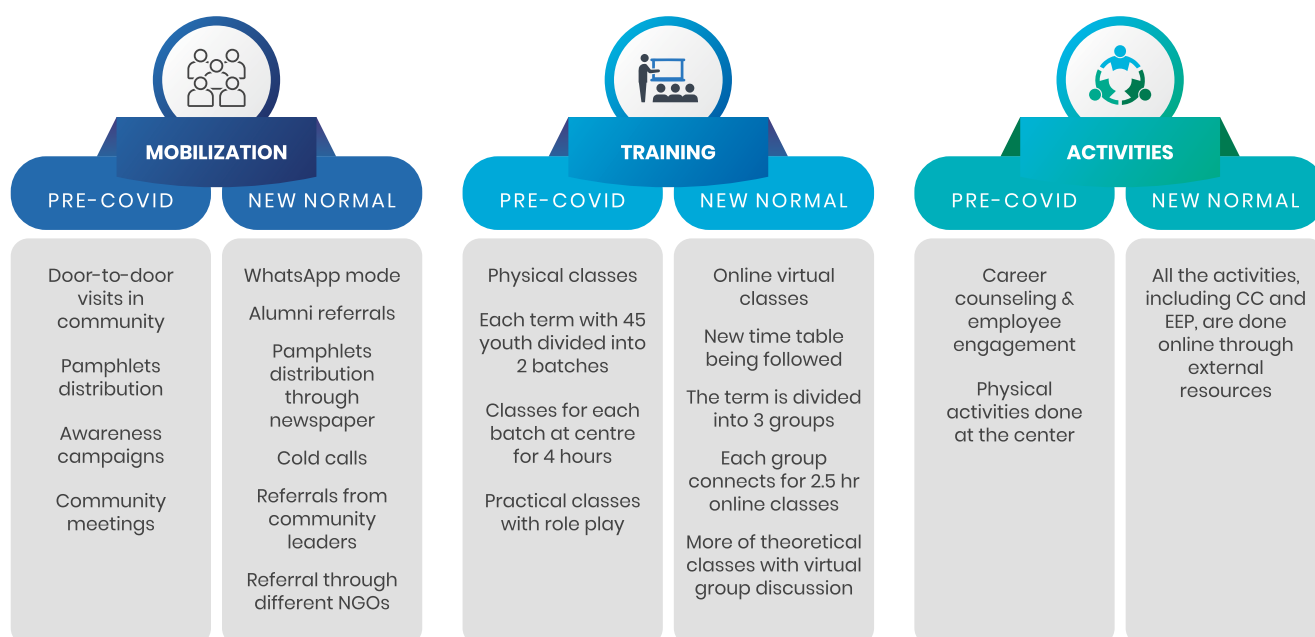 MOBILIZATION
PRE-COVID
NEW NORMAL
Door-to-door
visits in
community
Pamphlets
distribution
Awareness
campaigns
Community
meetings
WhatsApp mode
Alumni referrals
Pamphlets
distribution
through
newspaper
Cold calls
Referrals from
community
leaders
Referral through
different NGOs
TRAINING
PRE-COVID
NEW NORMAL
Physical classes
Each term with 45
youth divided into
2 batches
Classes for each
batch at centre
for 4 hours
Practical classes
with role play
Online virtual
classes
New time table
being followed
The term is divided
into 3 groups
Each group
connects for 2.5 hr
online classes
More of theoretical
classes with virtual
group discussion
ACTIVITIES
PRE-COVID
NEW NORMAL
Career
counseling &
employee
engagement
Physical
activities done
at the center
All the activities,
including CC and
EEP, are done
online through
external
resources